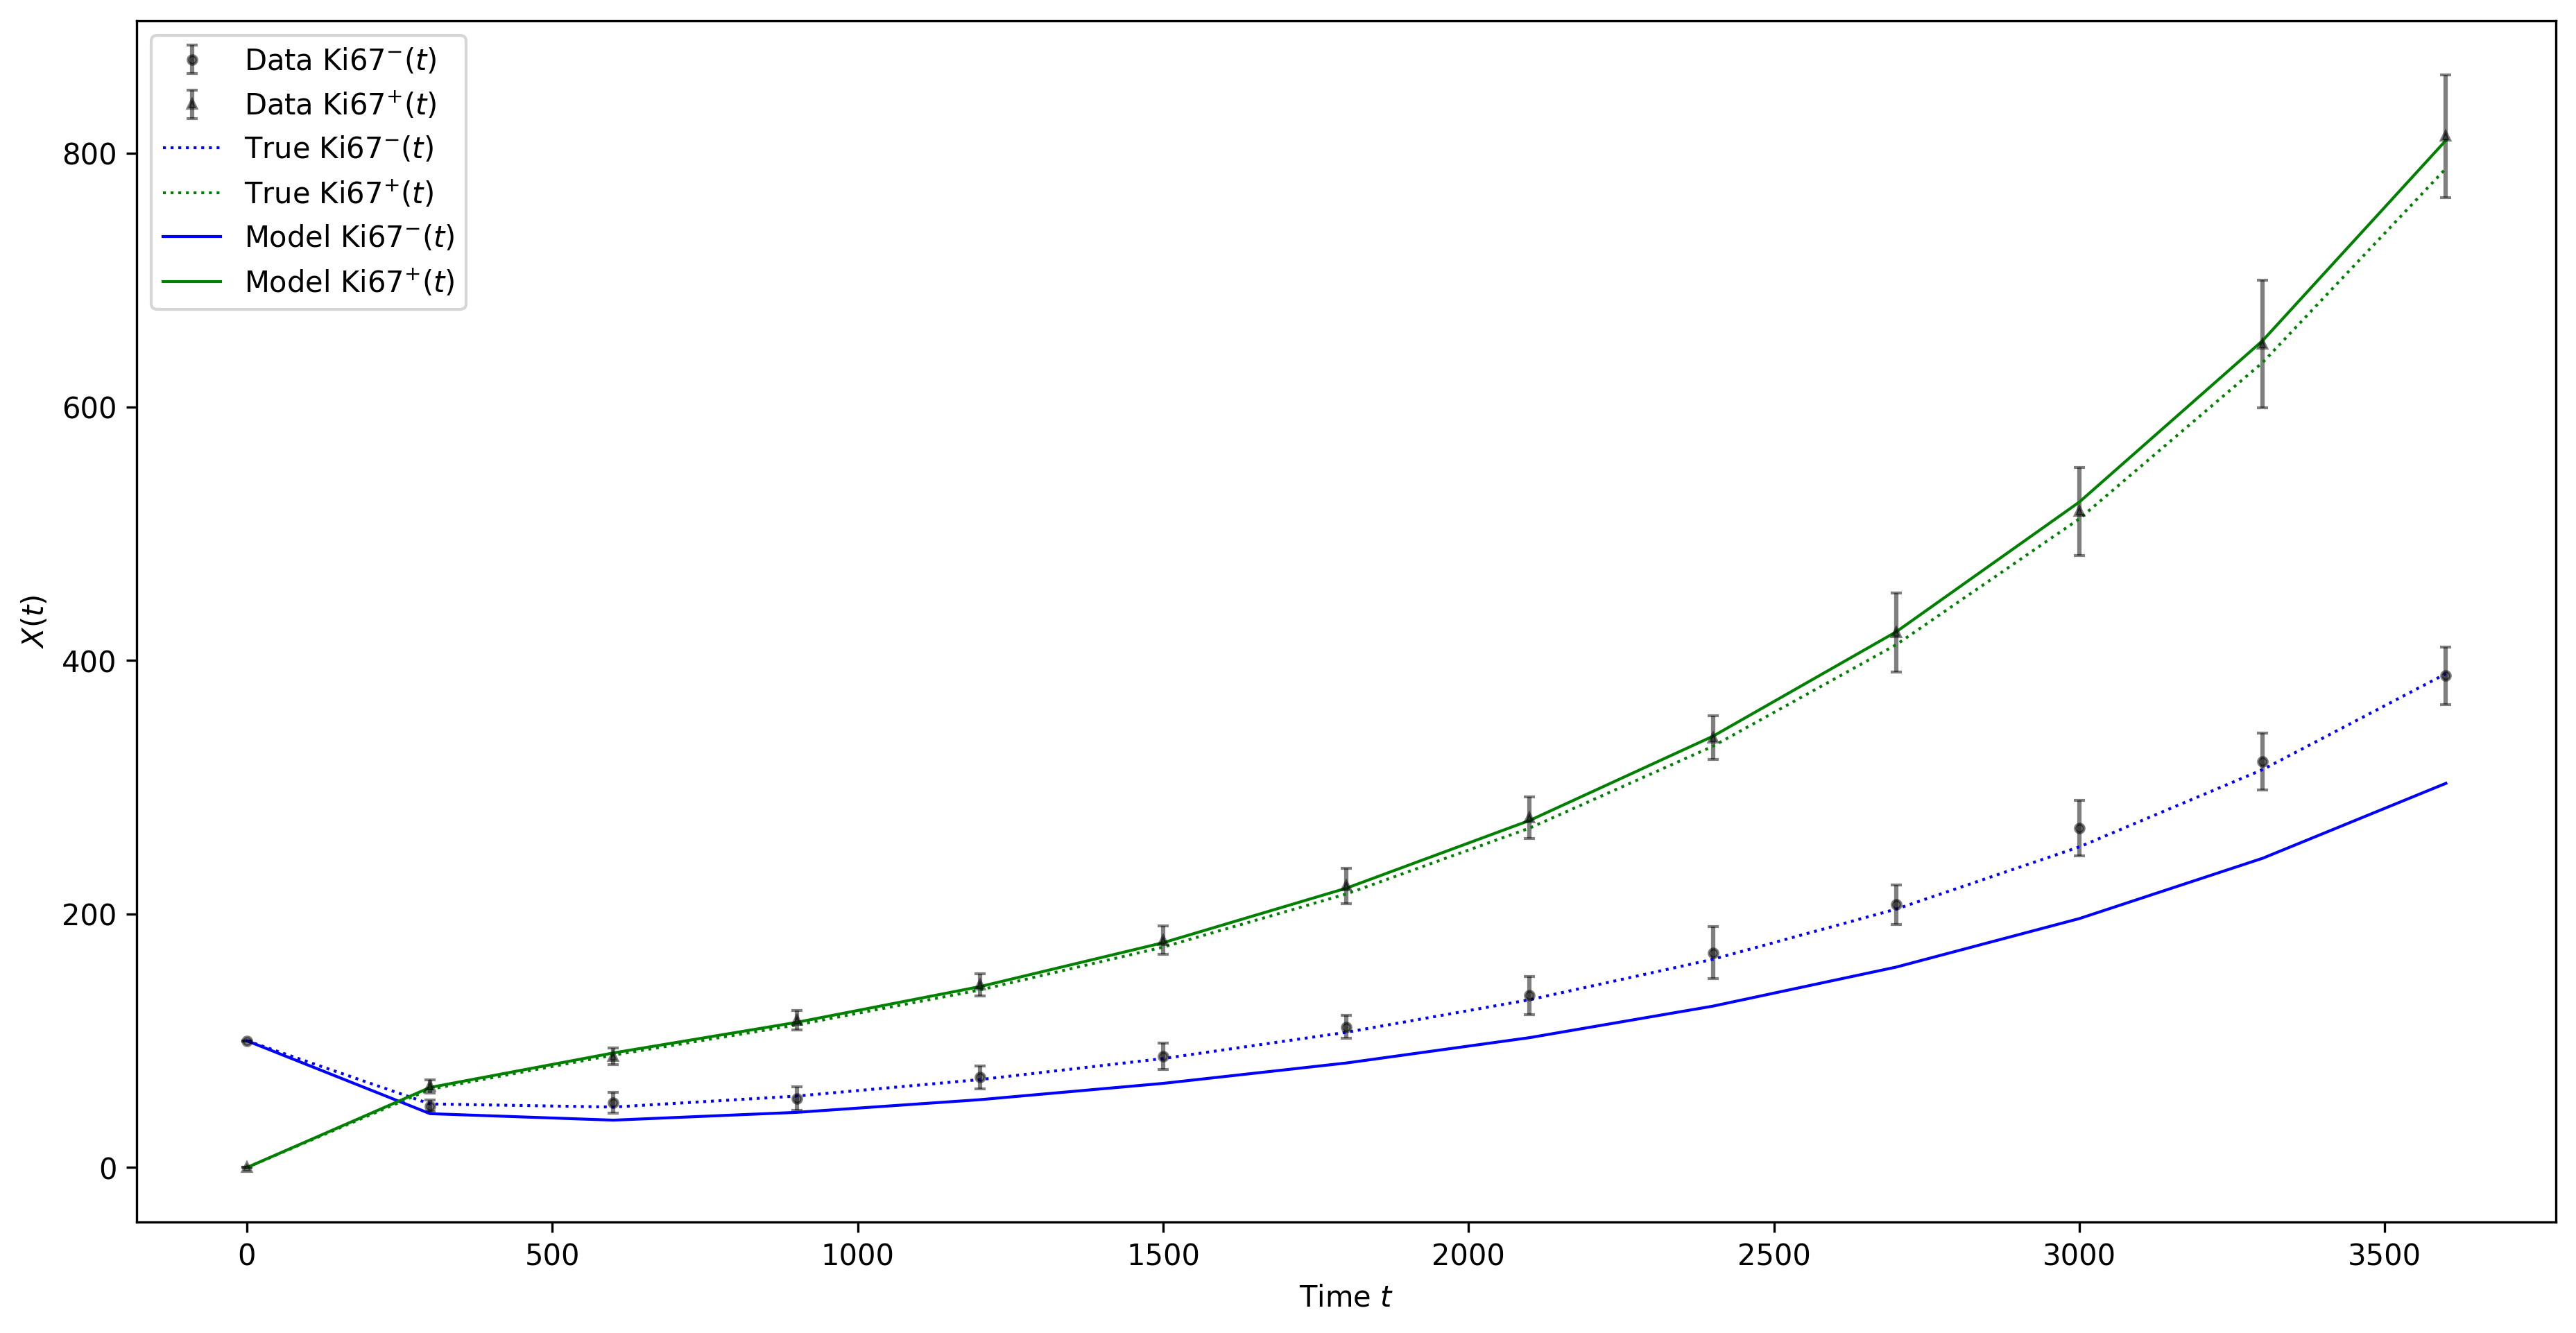 Data Ki67⁻(t)
Data Ki67⁺(t)
True Ki67⁻(t)
True Ki67⁺(t)
Model Ki67⁻(t)
Model Ki67⁺(t)
800
600
400
200
0
X(t)
0 500 1000 1500 2000 2500 3000 3500
Time t